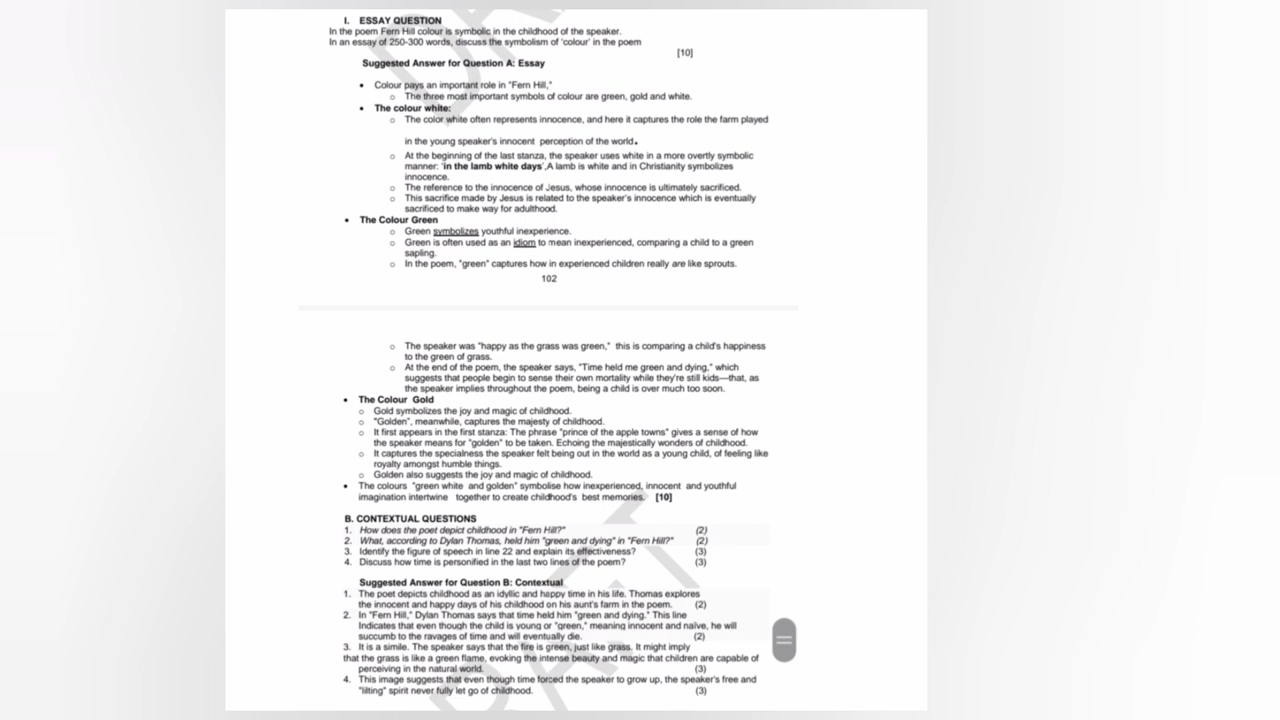 I. ESSAY QUESTION
In the poem Fern Hill colour is symbolic in the childhood of the speaker.
In an essay of 250-300 words, discuss the symbolism of 'colour' in the poem
[10]
Suggested Answer for Question A: Essay
• Colour pays an important role in "Fern Hill,"
o The three most important symbols of colour are green, gold and white.
• The colour white:
o The color white often represents innocence, and here it captures the role the farm played
in the young speaker's innocent perception of the world.
o At the beginning of the last stanza, the speaker uses white in a more overtly symbolic
manner: 'in the lamb white days'.A lamb is white and in Christianity symbolizes
innocence.
o The reference to the innocence of Jesus, whose innocence is ultimately sacrificed.
o This sacrifice made by Jesus is related to the speaker's innocence which is eventually
sacrificed to make way for adulthood.
• The Colour Green
o Green symbolizes youthful inexperience.
o Green is often used as an idiom to mean inexperienced, comparing a child to a green
sapling.
o In the poem, "green" captures how in experienced children really are like sprouts.
102
o The speaker was "happy as the grass was green," this is comparing a child's happiness
to the green of grass.
o At the end of the poem, the speaker says, "Time held me green and dying," which
suggests that people begin to sense their own mortality while they're still kids—that, as
the speaker implies throughout the poem, being a child is over much too soon.
• The Colour Gold
o Gold symbolizes the joy and magic of childhood.
o "Golden", meanwhile, captures the majesty of childhood.
o It first appears in the first stanza: The phrase "prince of the apple towns" gives a sense of how
the speaker means for "golden" to be taken. Echoing the majestically wonders of childhood.
o It captures the specialness the speaker felt being out in the world as a young child, of feeling like
royalty amongst humble things.
o Golden also suggests the joy and magic of childhood.
• The colours "green white and golden" symbolise how inexperienced, innocent and youthful
imagination intertwine together to create childhood's best memories. [10]
B. CONTEXTUAL QUESTIONS
1. How does the poet depict childhood in "Fern Hill?" (2)
2. What, according to Dylan Thomas, held him "green and dying" in "Fern Hill?" (2)
3. Identify the figure of speech in line 22 and explain its effectiveness? (3)
4. Discuss how time is personified in the last two lines of the poem? (3)
Suggested Answer for Question B: Contextual
1. The poet depicts childhood as an idyllic and happy time in his life. Thomas explores
the innocent and happy days of his childhood on his aunt's farm in the poem. (2)
2. In "Fern Hill," Dylan Thomas says that time held him "green and dying." This line
Indicates that even though the child is young or "green," meaning innocent and naïve, he will
succumb to the ravages of time and will eventually die. (2)
3. It is a simile. The speaker says that the fire is green, just like grass. It might imply
that the grass is like a green flame, evoking the intense beauty and magic that children are capable of
perceiving in the natural world. (3)
4. This image suggests that even though time forced the speaker to grow up, the speaker's free and
"lilting" spirit never fully let go of childhood. (3)
DRAFT